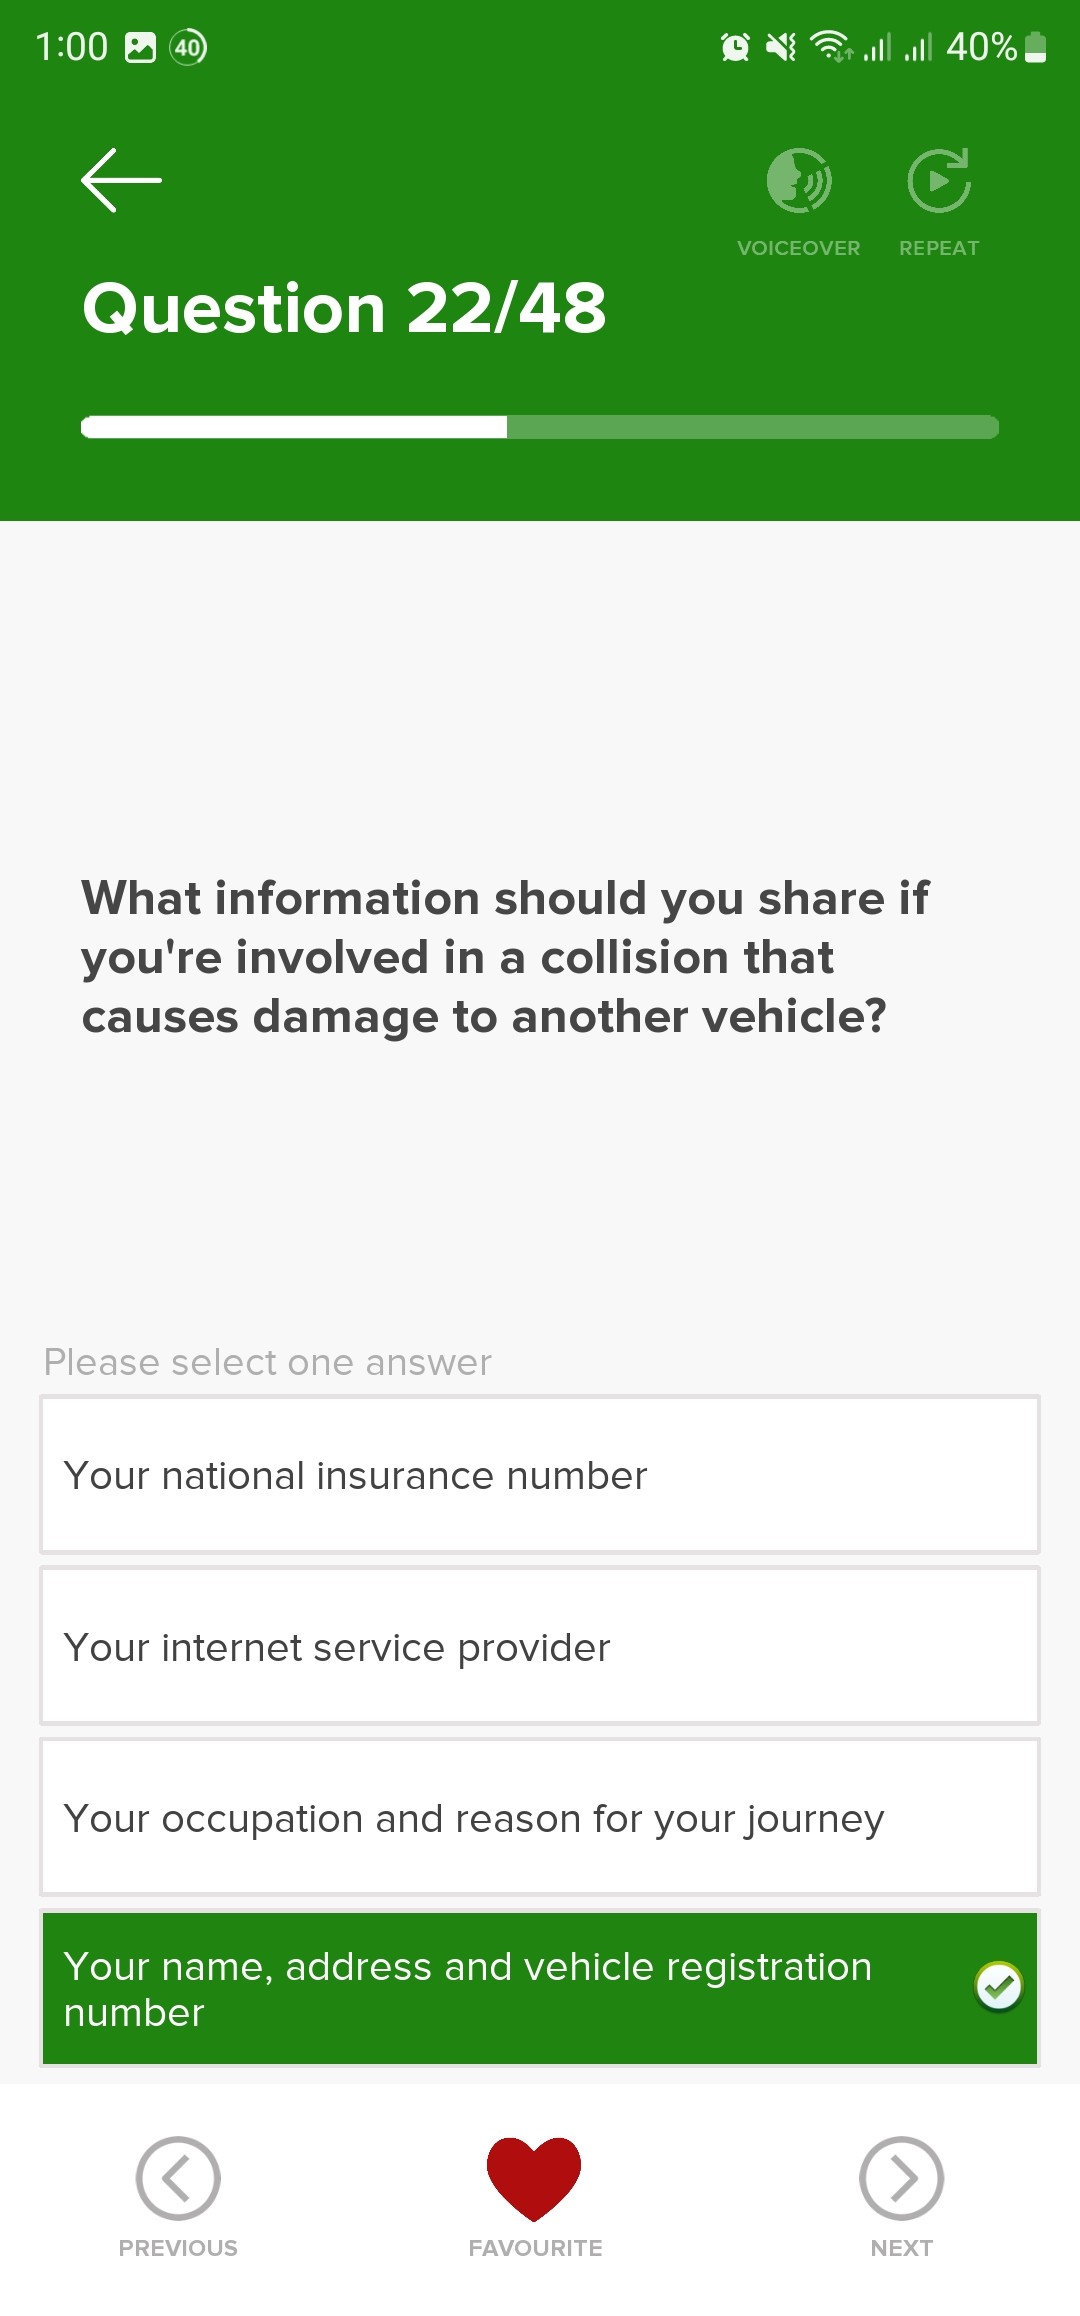 1:00 40 40%
VOICEOVER REPEAT
Question 22/48
What information should you share if
you're involved in a collision that
causes damage to another vehicle?
Please select one answer
Your national insurance number
Your internet service provider
Your occupation and reason for your journey
Your name, address and vehicle registration
number
PREVIOUS FAVOURITE NEXT